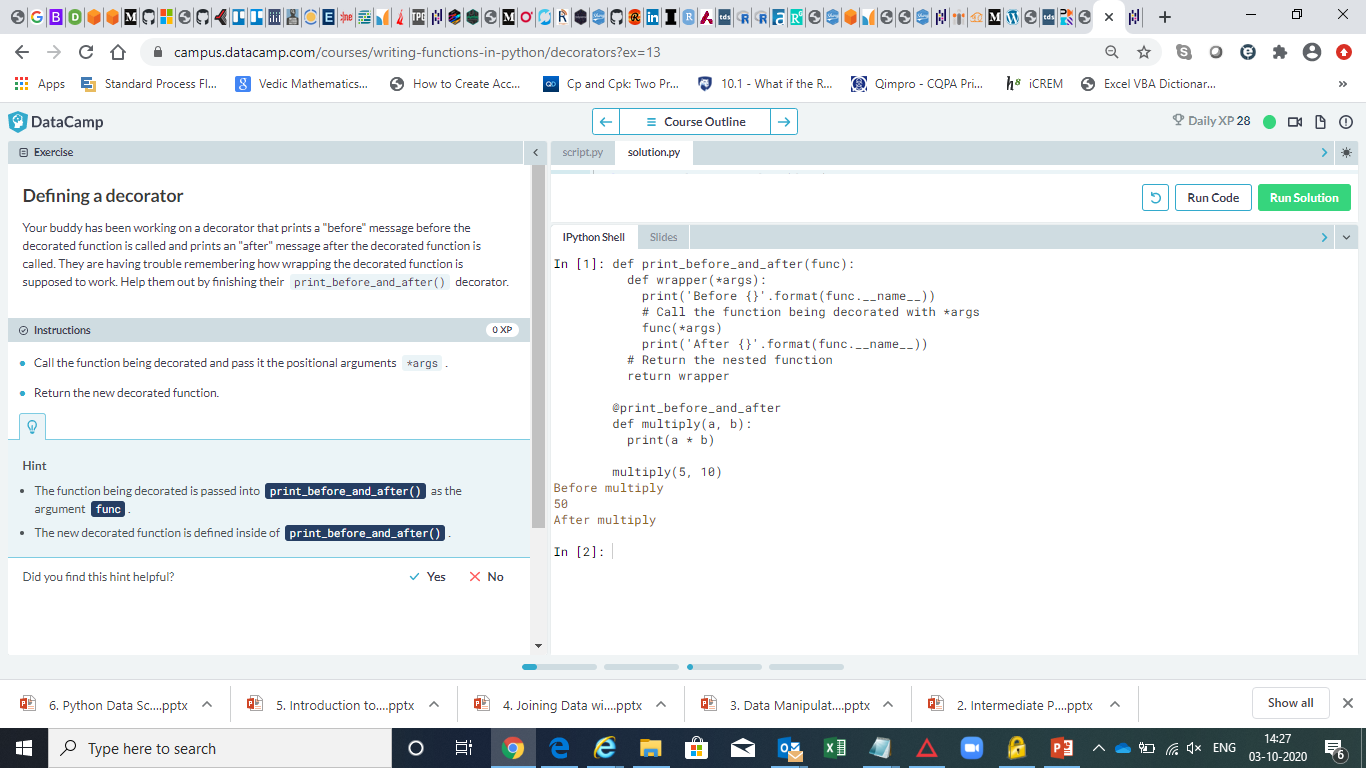 campus.datacamp.com/courses/writing-functions-in-python/decorators?ex=13
Apps
Standard Process Fl...
Vedic Mathematics...
How to Create Acc...
Cp and Cpk: Two Pr...
10.1 - What if the R...
Qimpro - CQPA Pri...
iCREM
Excel VBA Dictionar...
»
DataCamp
Course Outline
Daily XP 28
Exercise
Defining a decorator
Your buddy has been working on a decorator that prints a "before" message before the
decorated function is called and prints an "after" message after the decorated function is
called. They are having trouble remembering how wrapping the decorated function is
supposed to work. Help them out by finishing their print_before_and_after() decorator.
Instructions
0 XP
Call the function being decorated and pass it the positional arguments *args .
Return the new decorated function.
Hint
The function being decorated is passed into print_before_and_after() as the
argument func .
The new decorated function is defined inside of print_before_and_after() .
Did you find this hint helpful?
Yes
No
script.py
solution.py
Run Code
Run Solution
IPython Shell
Slides
In [1]: def print_before_and_after(func):
def wrapper(*args):
print('Before {}'.format(func.__name__))
# Call the function being decorated with *args
func(*args)
print('After {}'.format(func.__name__))
# Return the nested function
return wrapper
@print_before_and_after
def multiply(a, b):
print(a * b)
multiply(5, 10)
Before multiply
50
After multiply
In [2]:
6. Python Data Sc....pptx
5. Introduction to....pptx
4. Joining Data wi....pptx
3. Data Manipulat....pptx
2. Intermediate P....pptx
Show all
Type here to search
ENG
14:27
03-10-2020
6